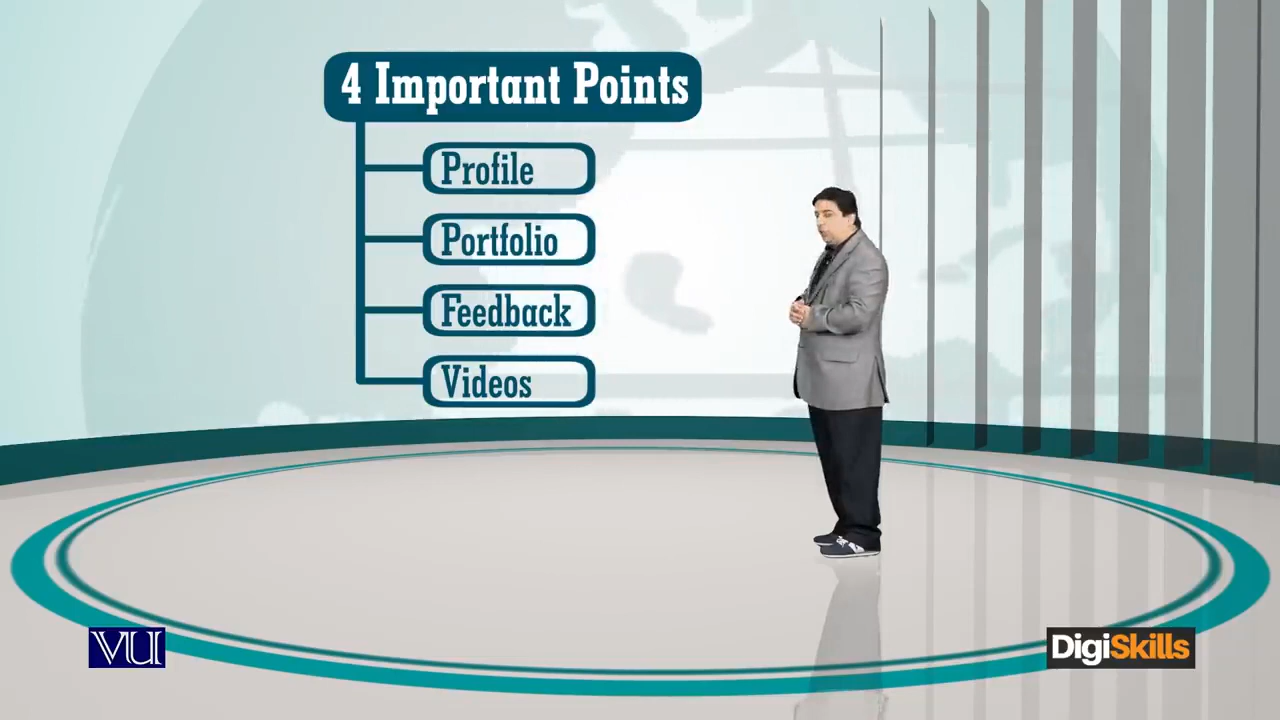 4 Important Points
Profile
Portfolio
Feedback
Videos
VU
DigiSkills